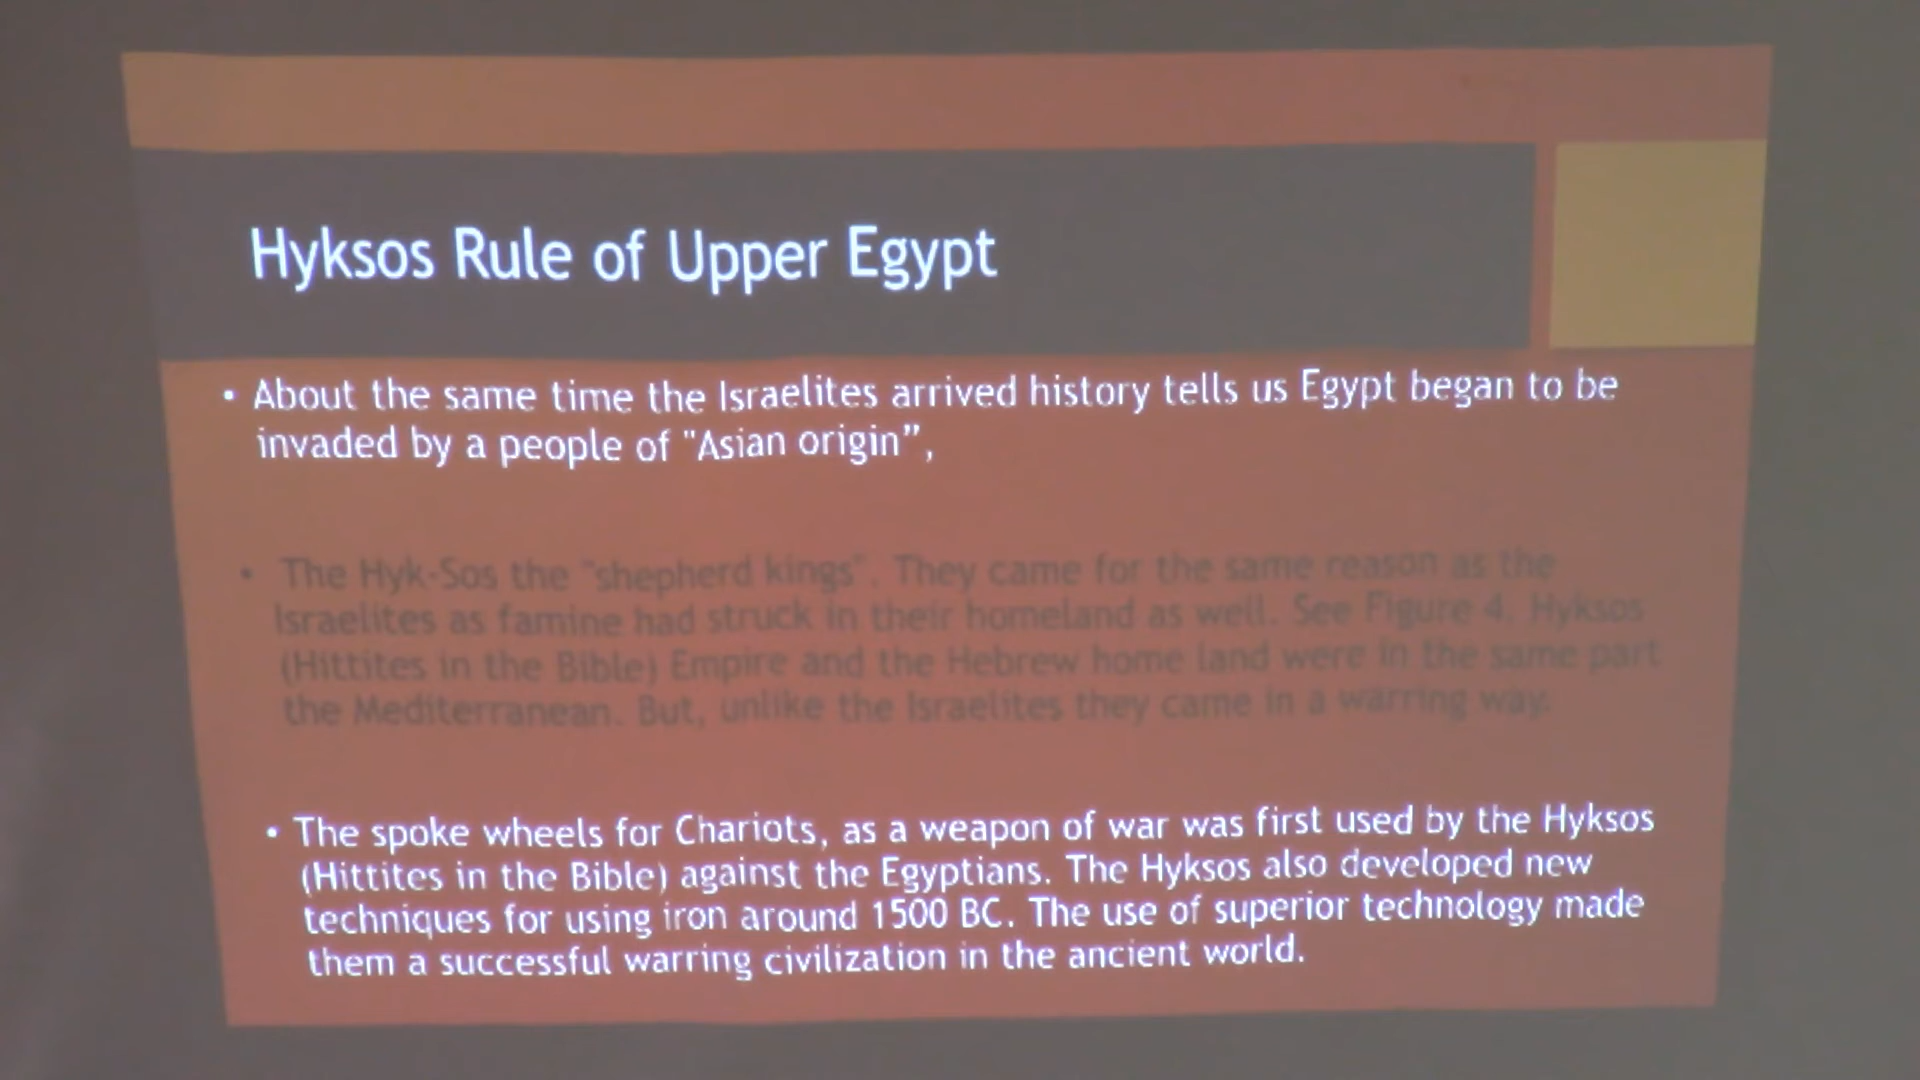 Hyksos Rule of Upper Egypt
• About the same time the Israelites arrived history tells us Egypt began to be
invaded by a people of "Asian origin”,
• The Hyk-Sos the "shepherd kings". They came for the same reason as the
Israelites as famine had struck in their homeland as well. See Figure 4. Hyksos
(Hittites in the Bible) Empire and the Hebrew home land were in the same part
the Mediterranean. But, unlike the Israelites they came in a warring way.
• The spoke wheels for Chariots, as a weapon of war was first used by the Hyksos
(Hittites in the Bible) against the Egyptians. The Hyksos also developed new
techniques for using iron around 1500 BC. The use of superior technology made
them a successful warring civilization in the ancient world.